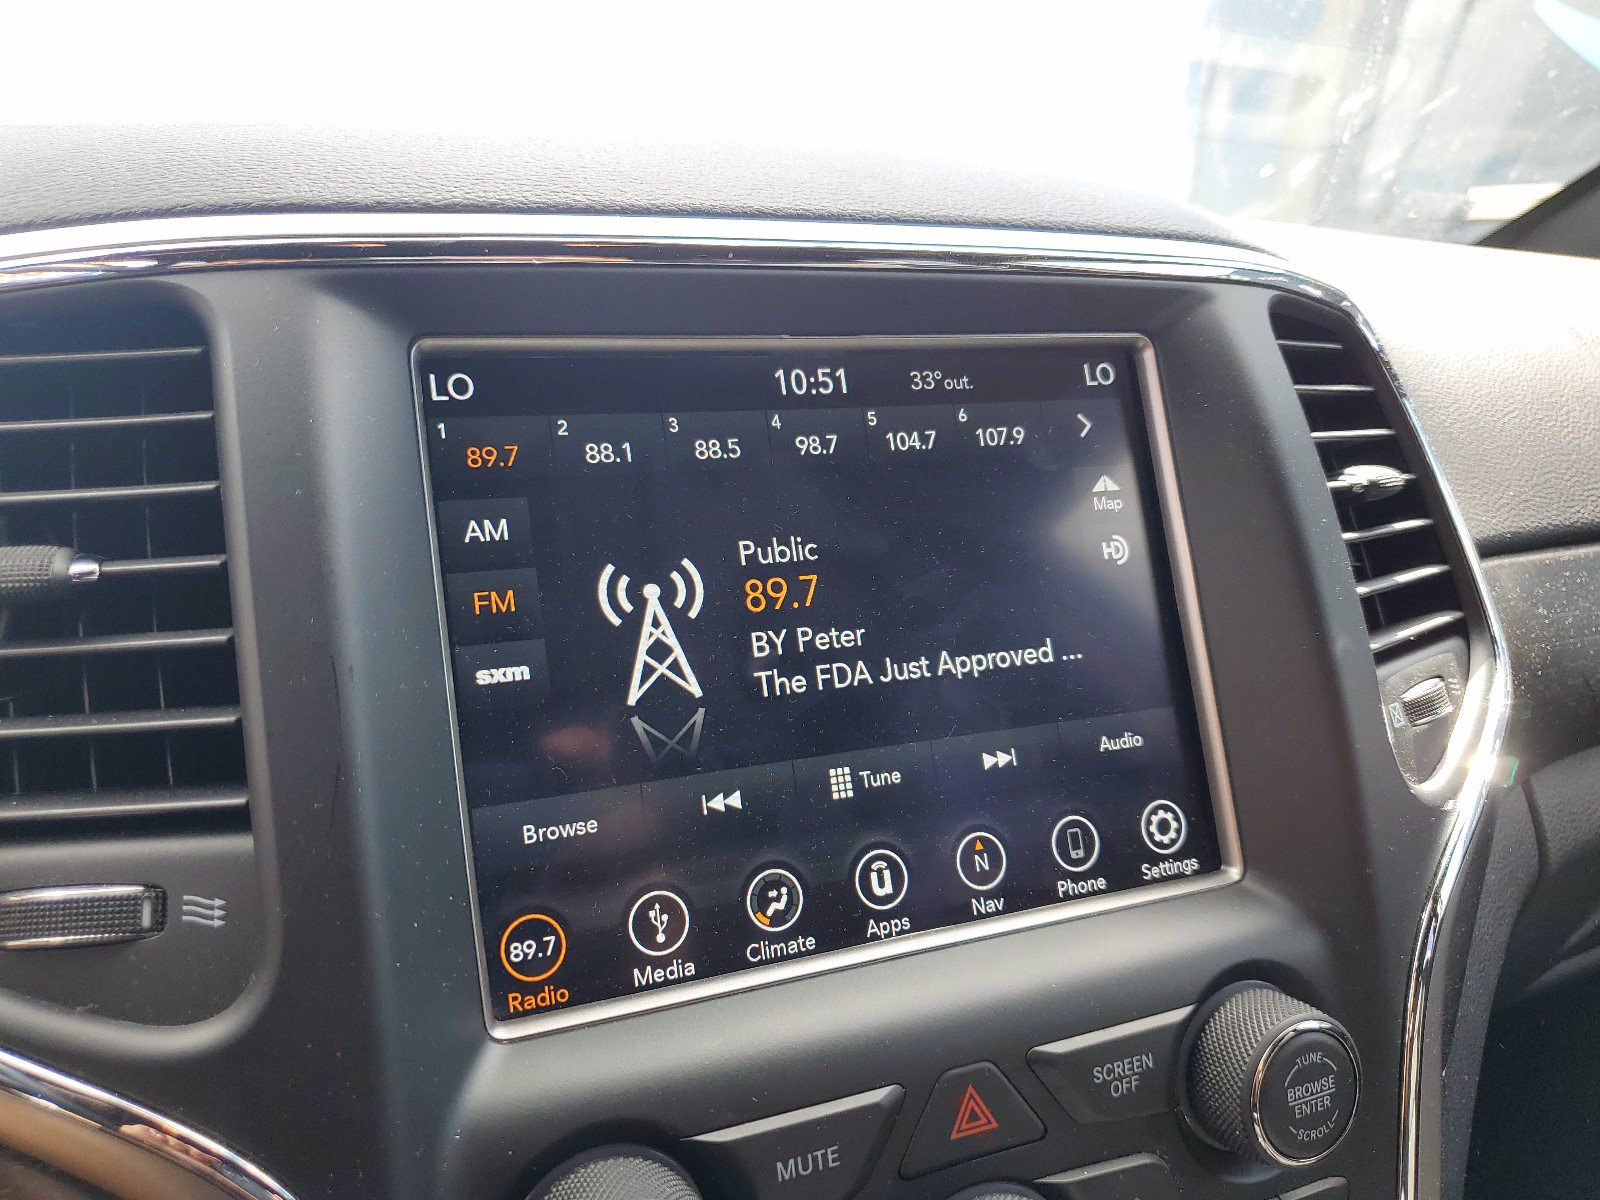 LO 10:51 33° out. LO
1 89.7 2 88.1 3 88.5 4 98.7 5 104.7 6 107.9
AM
FM
sxm
Public
89.7
BY Peter
The FDA Just Approved ...
Map
HD
Browse Tune Audio
89.7
Radio Media Climate Apps Nav Phone Settings
u
N
MUTE
SCREEN
OFF
TUNE
BROWSE
ENTER
SCROLL